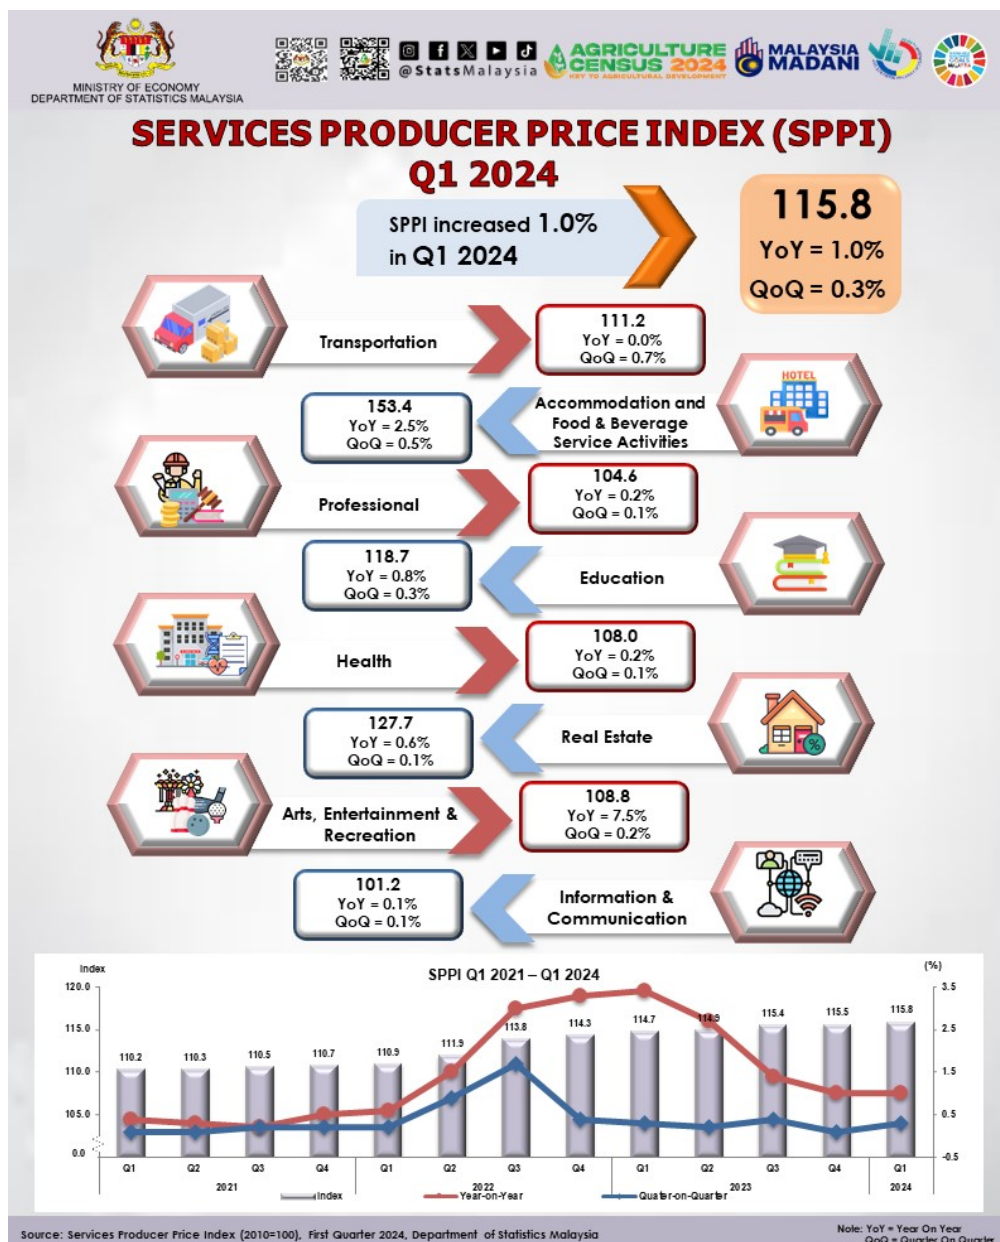 MINISTRY OF ECONOMY
DEPARTMENT OF STATISTICS MALAYSIA
@StatsMalaysia
AGRICULTURE
CENSUS 2024
KEY TO AGRICULTURAL DEVELOPMENT
MALAYSIA
MADANI
SERVICES PRODUCER PRICE INDEX (SPPI)
Q1 2024
SPPI increased 1.0%
in Q1 2024
115.8
YoY = 1.0%
QoQ = 0.3%
Transportation
111.2
YoY = 0.0%
QoQ = 0.7%
HOTEL
Accommodation and
Food & Beverage
Service Activities
153.4
YoY = 2.5%
QoQ = 0.5%
Professional
104.6
YoY = 0.2%
QoQ = 0.1%
Education
118.7
YoY = 0.8%
QoQ = 0.3%
Health
108.0
YoY = 0.2%
QoQ = 0.1%
Real Estate
127.7
YoY = 0.6%
QoQ = 0.1%
Arts, Entertainment &
Recreation
108.8
YoY = 7.5%
QoQ = 0.2%
Information &
Communication
101.2
YoY = 0.1%
QoQ = 0.1%
SPPI Q1 2021 – Q1 2024
Index
(%)
120.0
115.0
110.0
105.0
0.0
3.5
2.5
1.5
0.5
-0.5
110.2 110.3 110.5 110.7 110.9 111.9 113.8 114.3 114.7 114.9 115.4 115.5 115.8
Q1 Q2 Q3 Q4 Q1 Q2 Q3 Q4 Q1 Q2 Q3 Q4 Q1
2021 2022 2023 2024
Index Year-on-Year Quater-on-Quarter
Source: Services Producer Price Index (2010=100), First Quarter 2024, Department of Statistics Malaysia
Note: YoY = Year On Year
QoQ = Quarter On Quarter